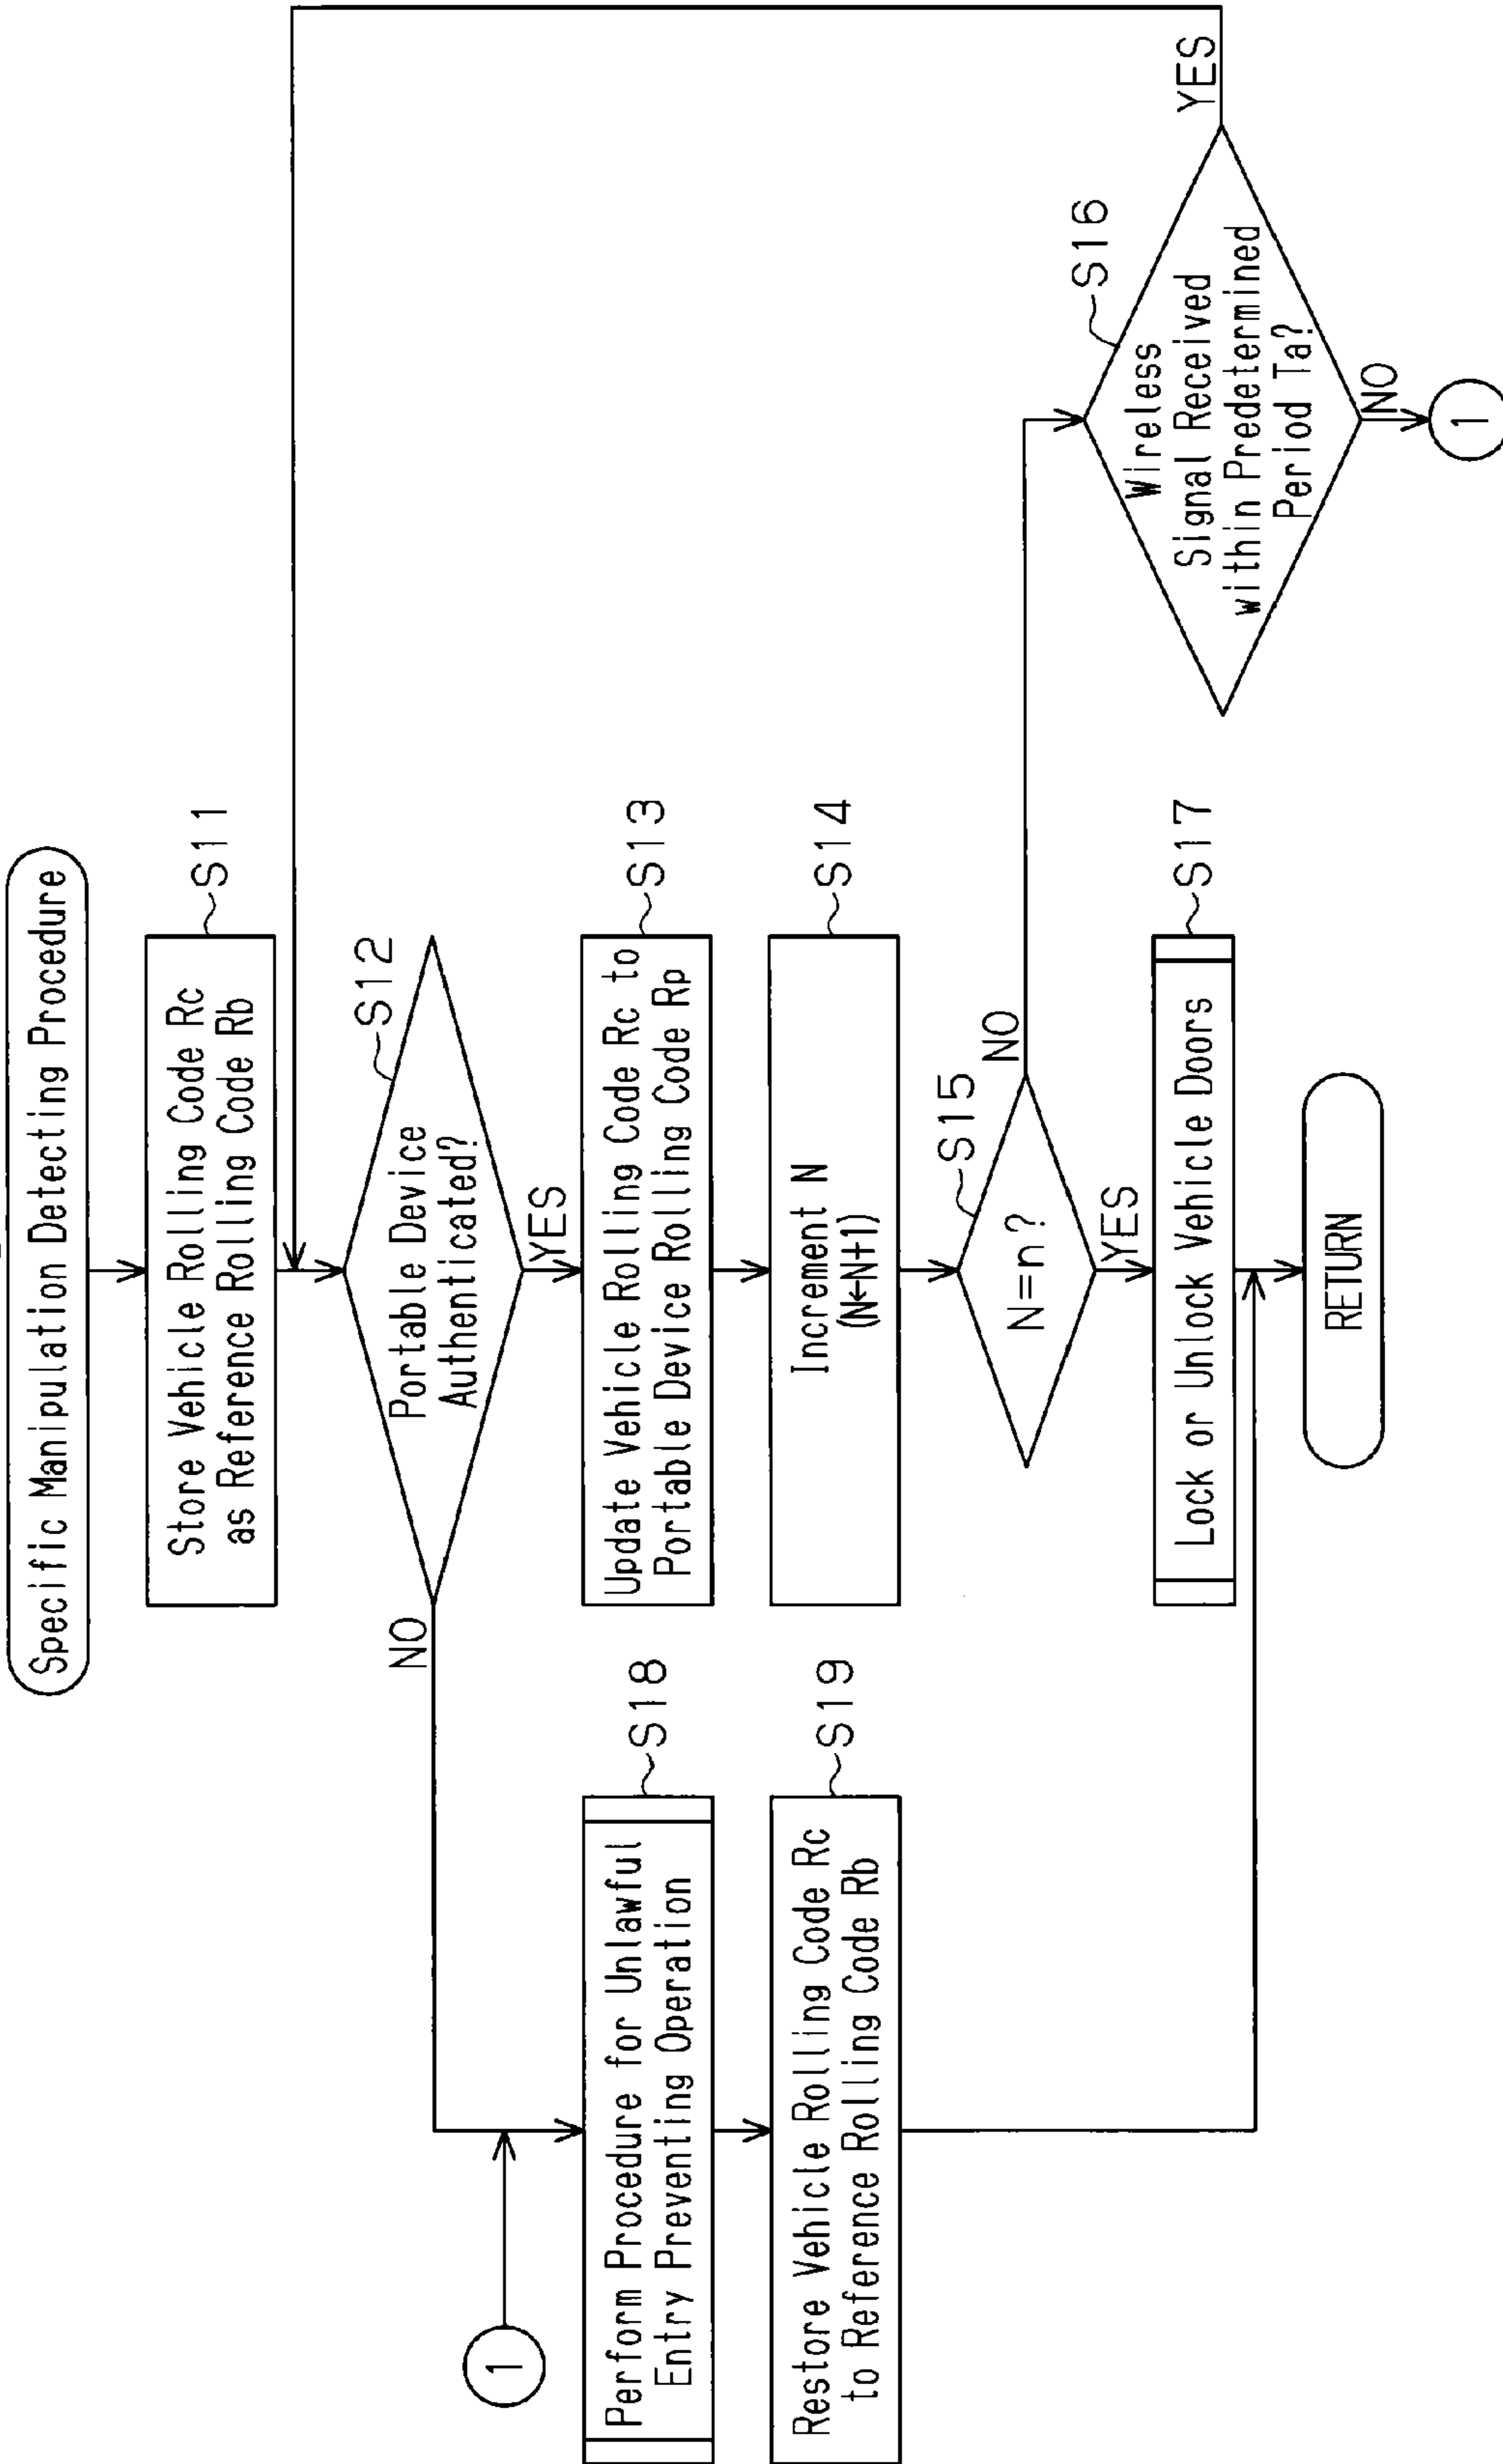 Specific Manipulation Detecting Procedure
S11
Store Vehicle Rolling Code Rc
as Reference Rolling Code Rb
S12
Portable Device
Authenticated?
NO
YES
S13
Update Vehicle Rolling Code Rc to
Portable Device Rolling Code Rp
S14
Increment N
(N←N+1)
S15
N=n?
NO
YES
S16
Wireless
Signal Received
within Predetermined
Period Ta?
YES
NO
1
S17
Lock or Unlock Vehicle Doors
1
S18
Perform Procedure for Unlawful
Entry Preventing Operation
S19
Restore Vehicle Rolling Code Rc
to Reference Rolling Code Rb
RETURN